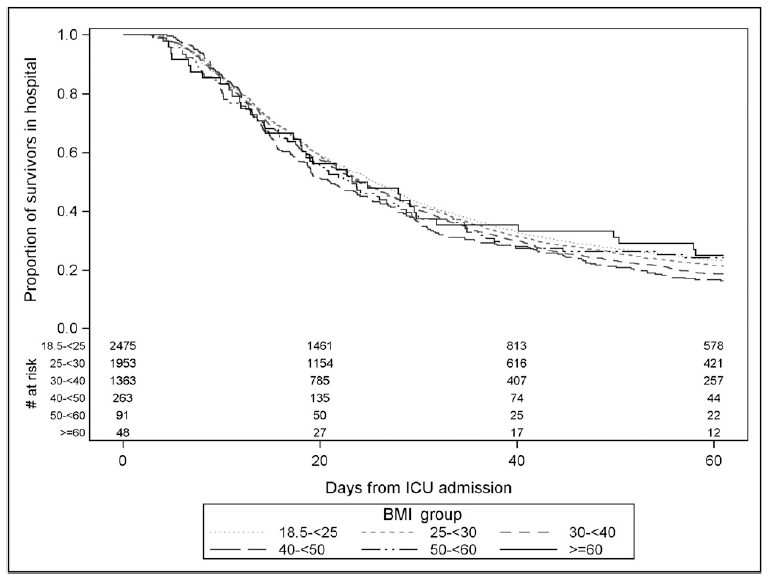 Proportion of survivors in hospital
1.0
0.8
0.6
0.4
0.2
0.0
# at risk
18.5-<25 2475 1461 813 578
25-<30 1953 1154 616 421
30-<40 1363 785 407 257
40-<50 263 135 74 44
50-<60 91 50 25 22
>=60 48 27 17 12
0 20 40 60
Days from ICU admission
BMI group
18.5-<25 25-<30 30-<40
40-<50 50-<60 >=60